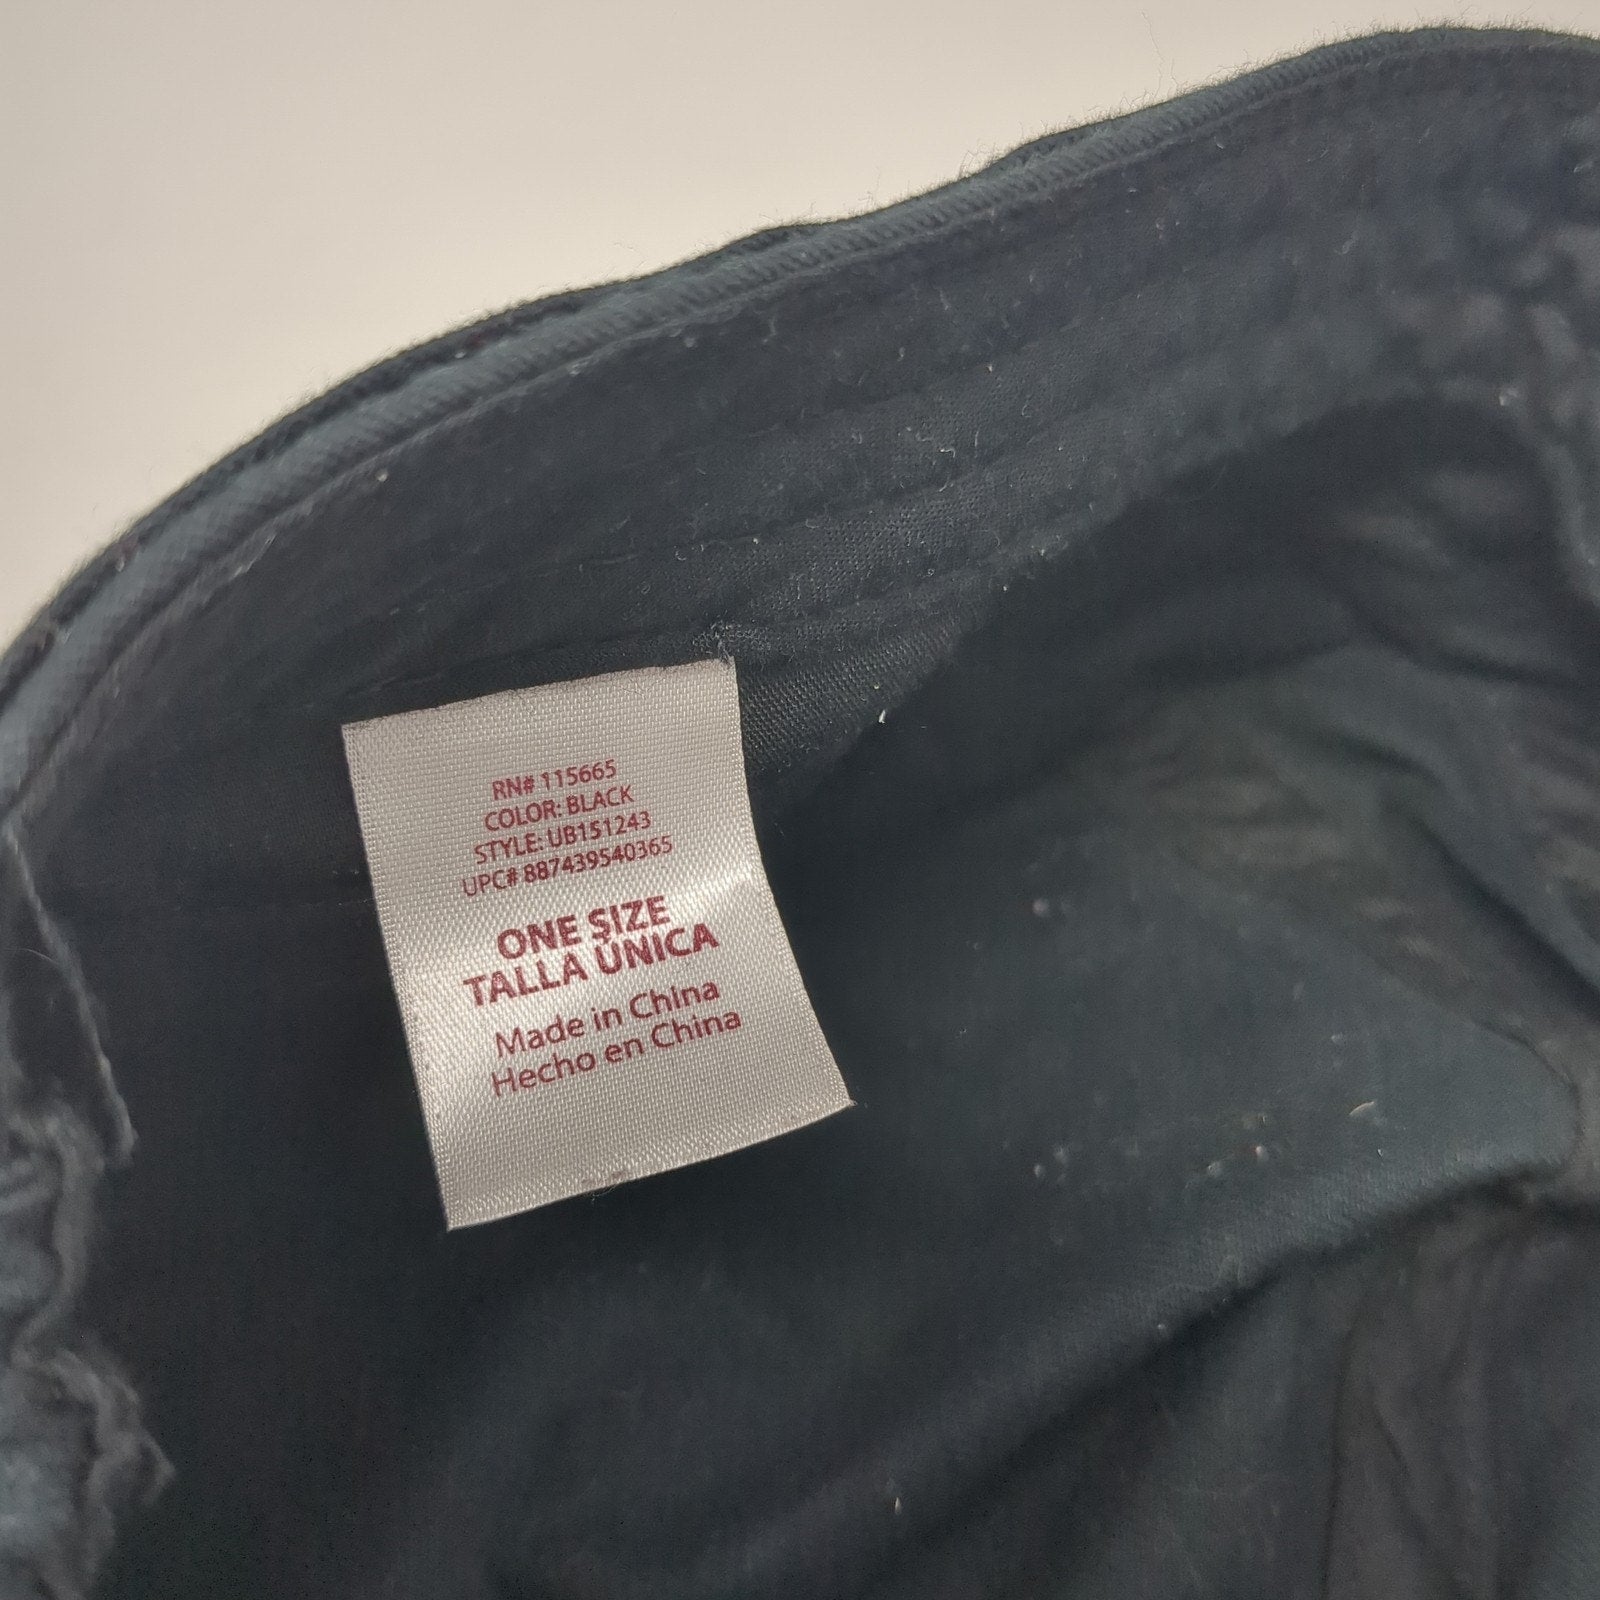 RN# 115665
COLOR: BLACK
STYLE: UB151243
UPC# 887439540365
ONE SIZE
TALLA ÚNICA
Made in China
Hecho en China